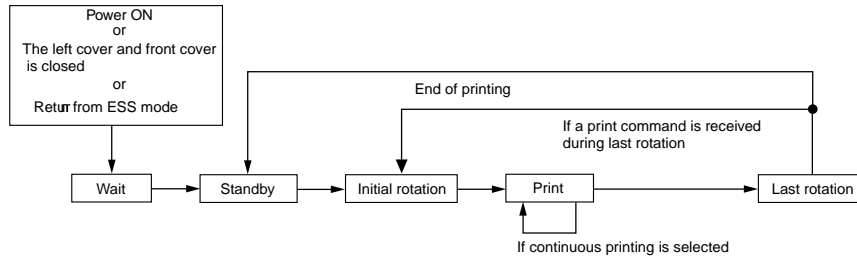 Power ON
or
The left cover and front cover
is closed
or
Return from ESS mode
End of printing
If a print command is received
during last rotation
Wait
Standby
Initial rotation
Print
Last rotation
If continuous printing is selected